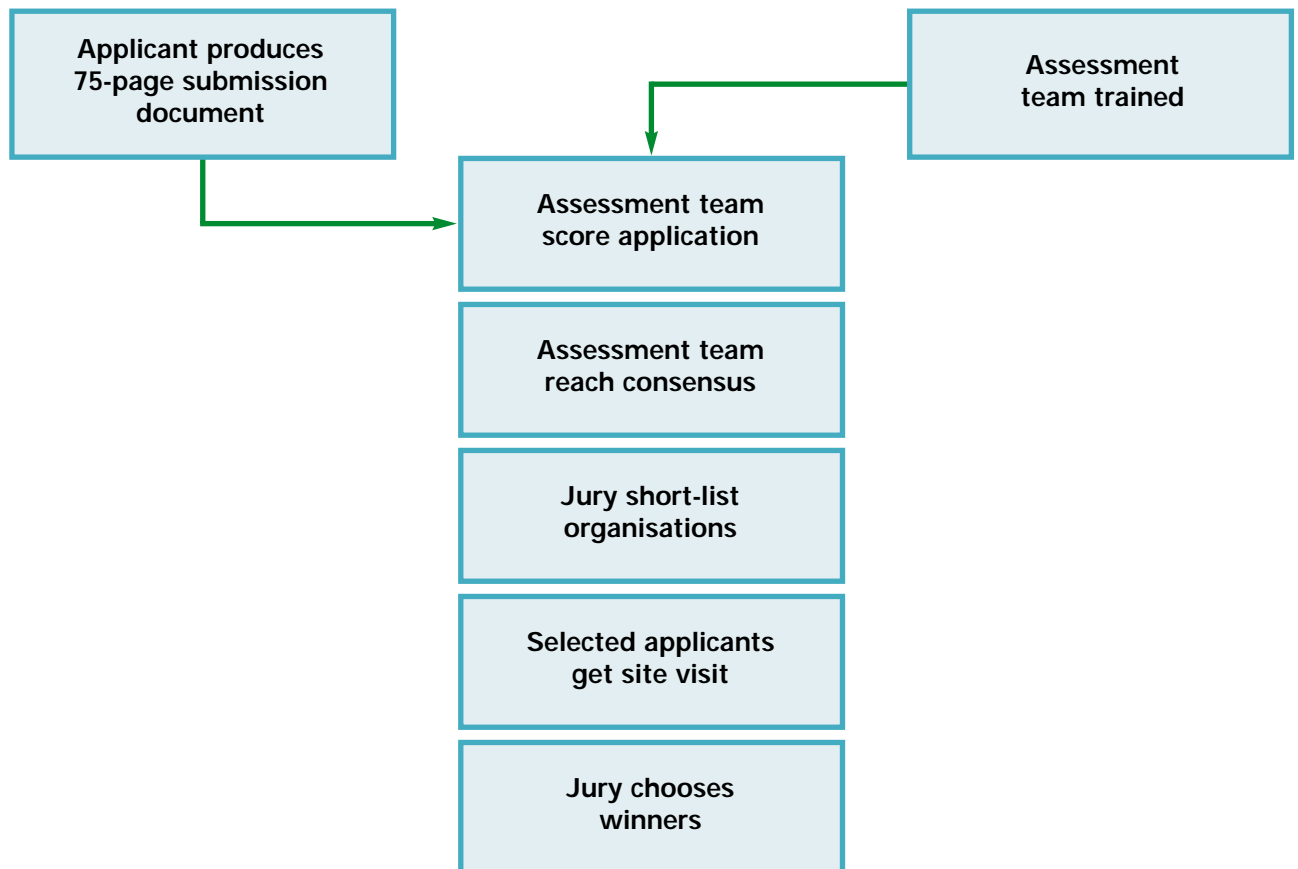 Applicant produces
75-page submission
document
Assessment
team trained
Assessment team
score application
Assessment team
reach consensus
Jury short-list
organisations
Selected applicants
get site visit
Jury chooses
winners